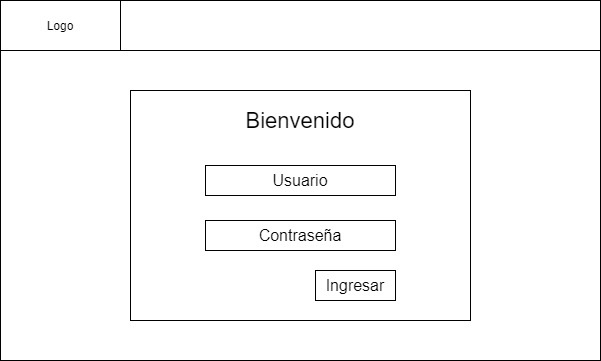 Logo
Bienvenido
Usuario
Contraseña
Ingresar